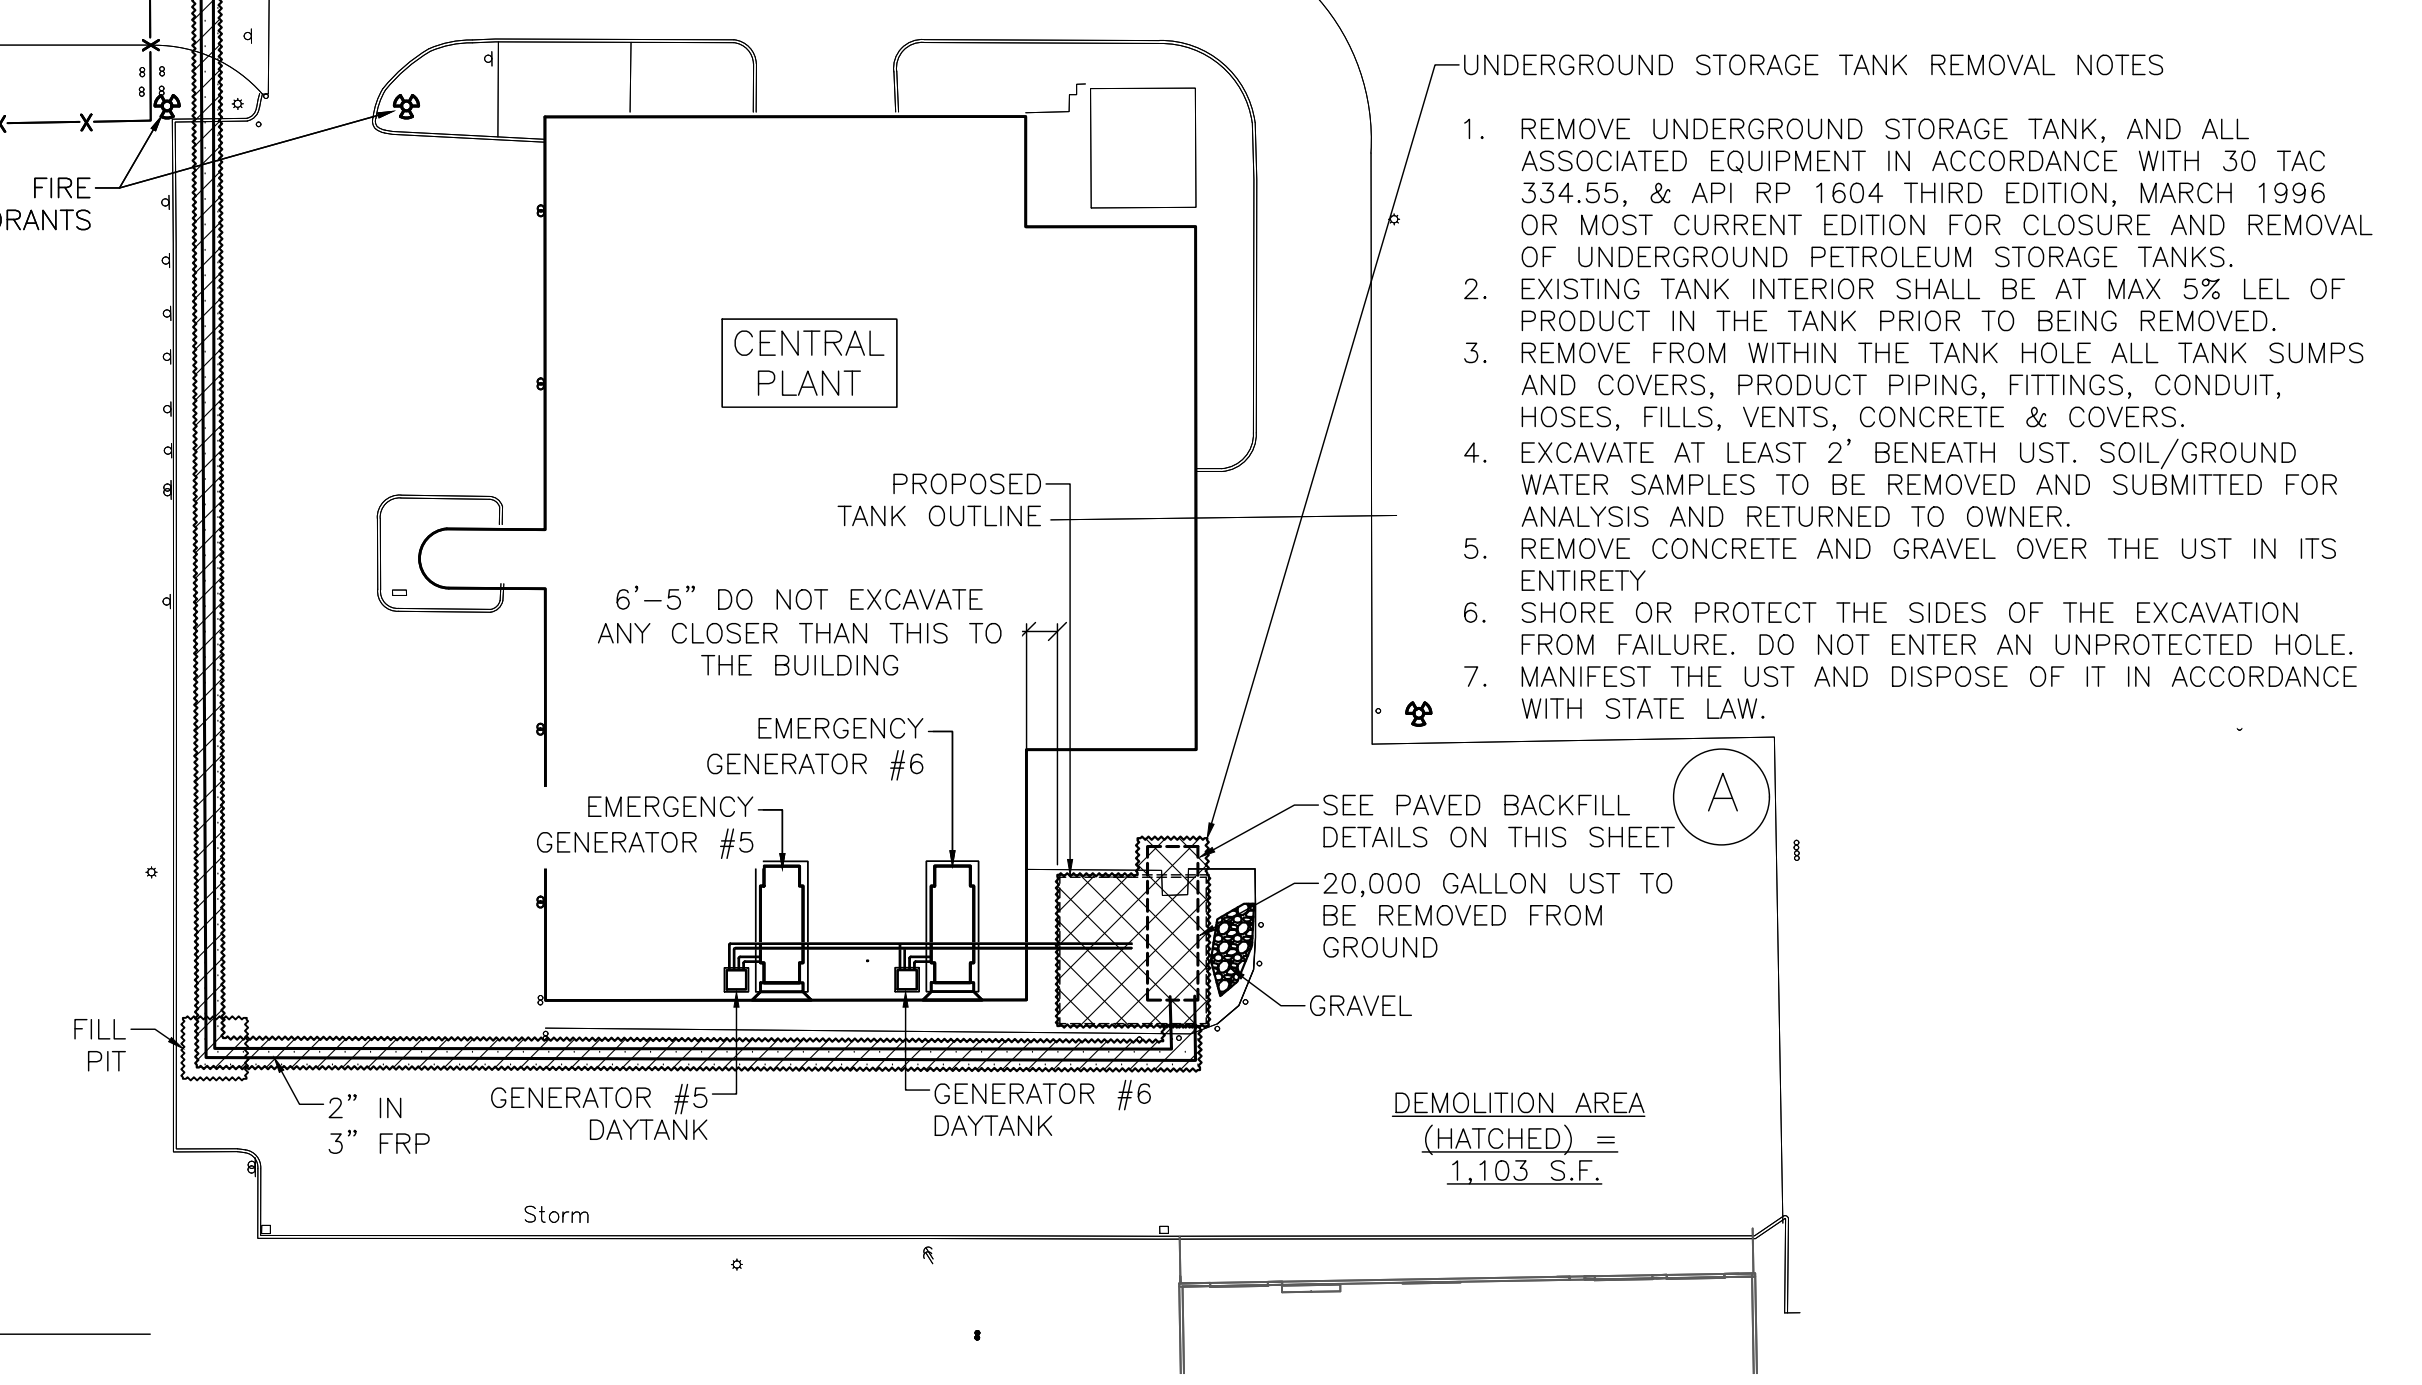 UNDERGROUND STORAGE TANK REMOVAL NOTES
1. REMOVE UNDERGROUND STORAGE TANK, AND ALL
ASSOCIATED EQUIPMENT IN ACCORDANCE WITH 30 TAC
334.55, & API RP 1604 THIRD EDITION, MARCH 1996
OR MOST CURRENT EDITION FOR CLOSURE AND REMOVAL
OF UNDERGROUND PETROLEUM STORAGE TANKS.
2. EXISTING TANK INTERIOR SHALL BE AT MAX 5% LEL OF
PRODUCT IN THE TANK PRIOR TO BEING REMOVED.
3. REMOVE FROM WITHIN THE TANK HOLE ALL TANK SUMPS
AND COVERS, PRODUCT PIPING, FITTINGS, CONDUIT,
HOSES, FILLS, VENTS, CONCRETE & COVERS.
4. EXCAVATE AT LEAST 2' BENEATH UST. SOIL/GROUND
WATER SAMPLES TO BE REMOVED AND SUBMITTED FOR
ANALYSIS AND RETURNED TO OWNER.
5. REMOVE CONCRETE AND GRAVEL OVER THE UST IN ITS
ENTIRETY
6. SHORE OR PROTECT THE SIDES OF THE EXCAVATION
FROM FAILURE. DO NOT ENTER AN UNPROTECTED HOLE.
7. MANIFEST THE UST AND DISPOSE OF IT IN ACCORDANCE
WITH STATE LAW.
FIRE
DRANTS
CENTRAL
PLANT
PROPOSED
TANK OUTLINE
6'-5" DO NOT EXCAVATE
ANY CLOSER THAN THIS TO
THE BUILDING
EMERGENCY
GENERATOR #6
EMERGENCY
GENERATOR #5
SEE PAVED BACKFILL
DETAILS ON THIS SHEET
A
20,000 GALLON UST TO
BE REMOVED FROM
GROUND
GRAVEL
FILL
PIT
2" IN
3" FRP
GENERATOR #5
DAYTANK
GENERATOR #6
DAYTANK
DEMOLITION AREA
(HATCHED) =
1,103 S.F.
Storm